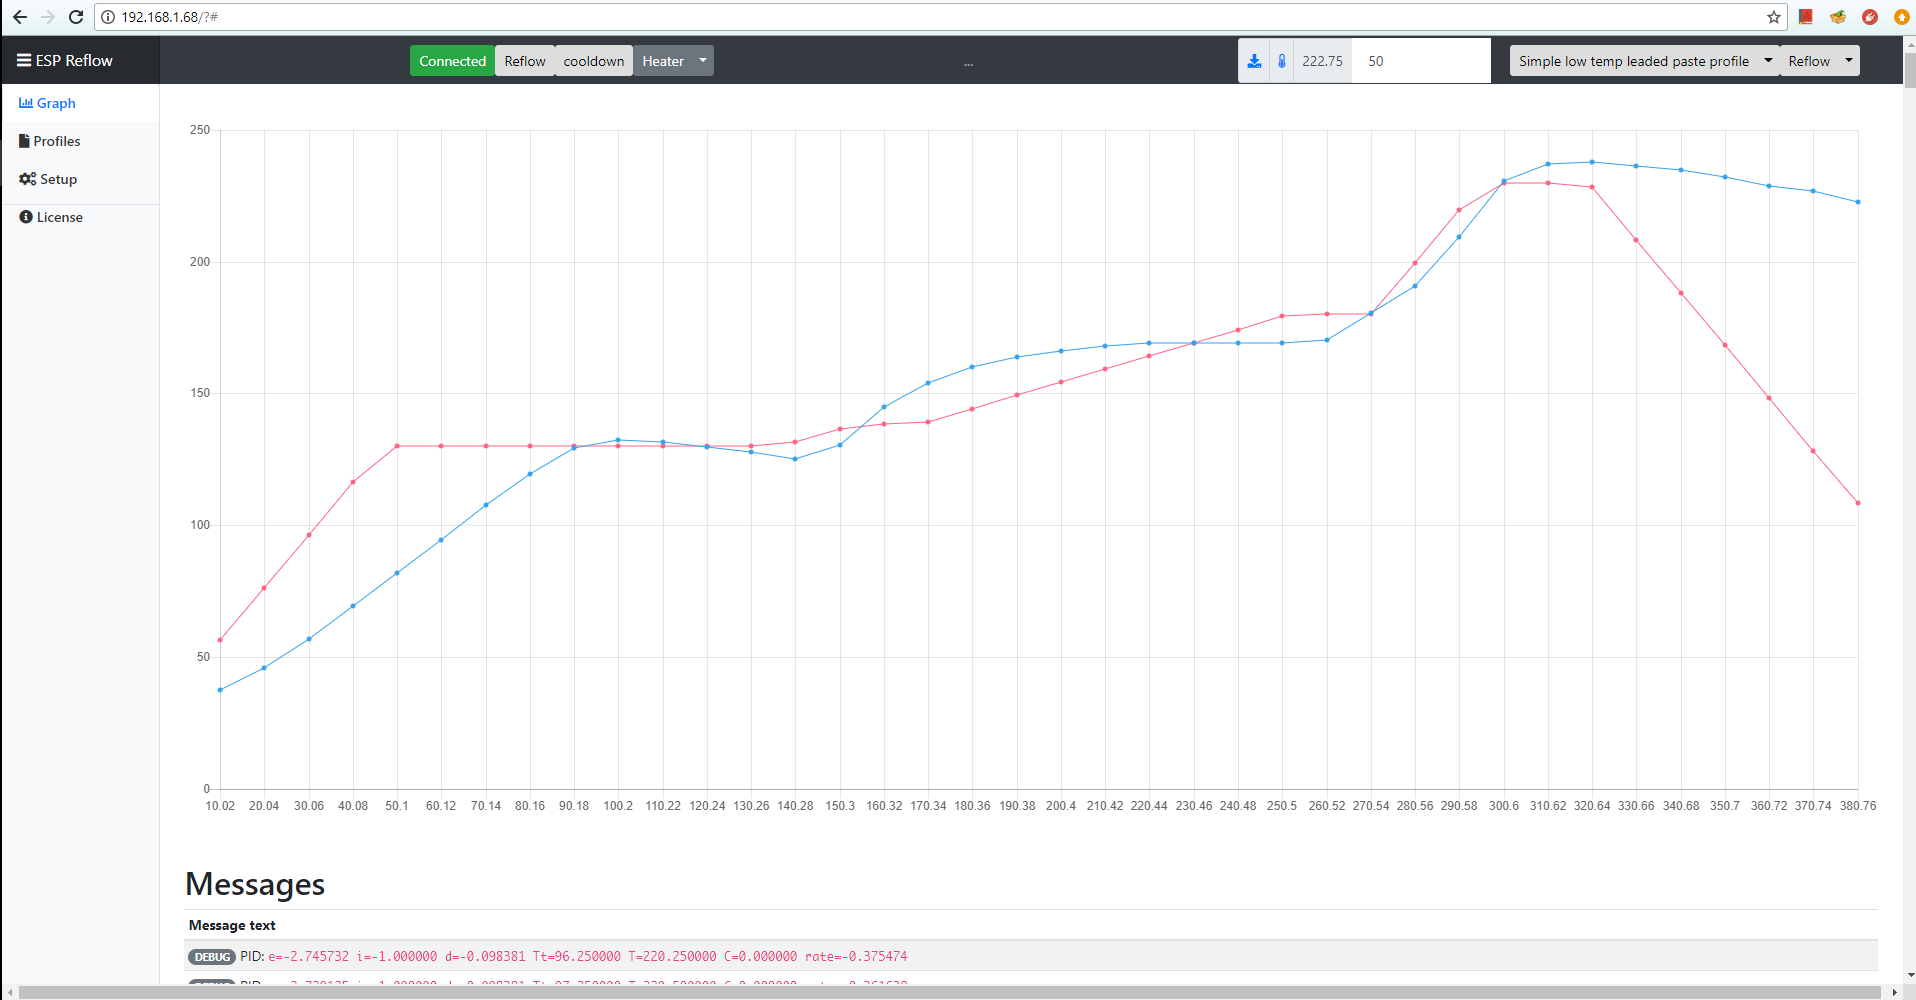 192.168.1.68/?#
ESP Reflow
Connected Reflow cooldown Heater ... 222.75 50 Simple low temp leaded paste profile Reflow
Graph
Profiles
Setup
License
250
200
150
100
50
0
10.02 20.04 30.06 40.08 50.1 60.12 70.14 80.16 90.18 100.2 110.22 120.24 130.26 140.28 150.3 160.32 170.34 180.36 190.38 200.4 210.42 220.44 230.46 240.48 250.5 260.52 270.54 280.56 290.58 300.6 310.62 320.64 330.66 340.68 350.7 360.72 370.74 380.76
Messages
Message text
DEBUG PID: e=-2.745732 i=-1.000000 d=-0.098381 Tt=96.250000 T=220.250000 C=0.000000 rate=-0.375474